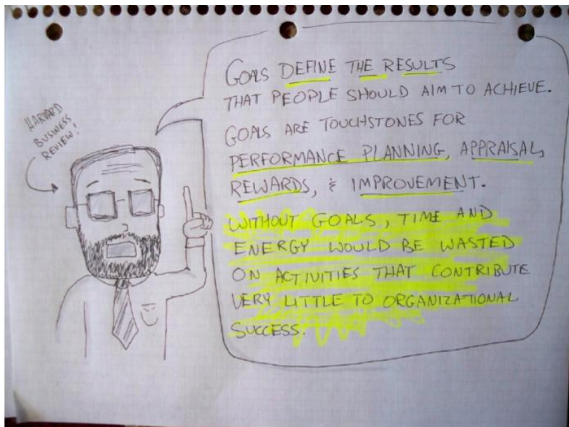 HARVARD
BUSINESS
REVIEW!
GOALS DEFINE THE RESULTS
THAT PEOPLE SHOULD AIM TO ACHIEVE.
GOALS ARE TOUCHSTONES FOR
PERFORMANCE PLANNING, APPRAISAL,
REWARDS, & IMPROVEMENT.
WITHOUT GOALS, TIME AND
ENERGY WOULD BE WASTED
ON ACTIVITIES THAT CONTRIBUTE
VERY LITTLE TO ORGANIZATIONAL
SUCCESS.